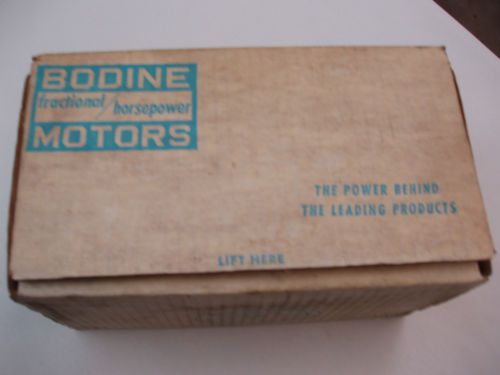 BODINE
fractional / horsepower
MOTORS
THE POWER BEHIND
THE LEADING PRODUCTS
LIFT HERE